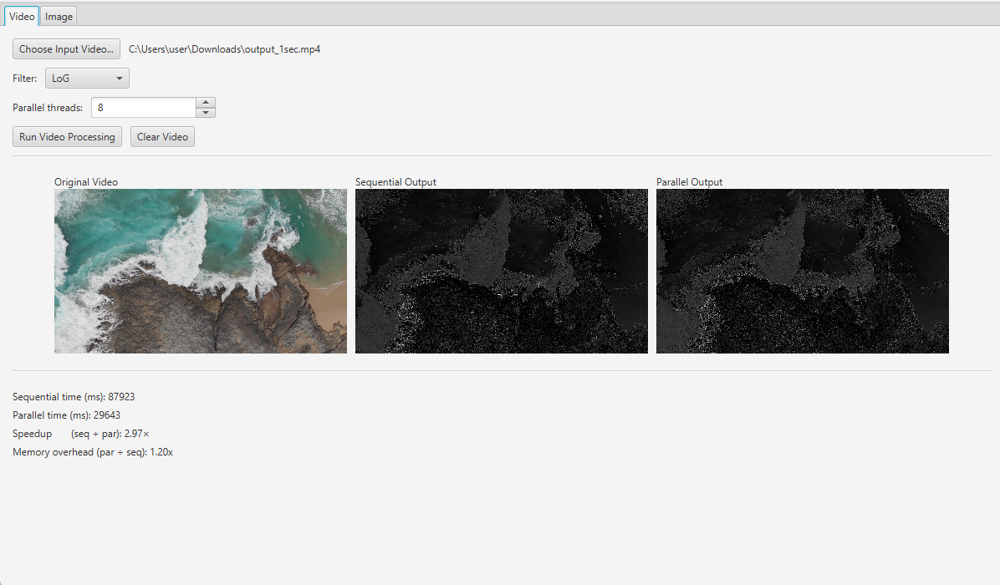 Video Image
Choose Input Video... C:\Users\user\Downloads\output_1sec.mp4
Filter: LoG
Parallel threads: 8
Run Video Processing Clear Video
Original Video Sequential Output Parallel Output
Sequential time (ms): 87923
Parallel time (ms): 29643
Speedup (seq ÷ par): 2.97×
Memory overhead (par ÷ seq): 1.20x